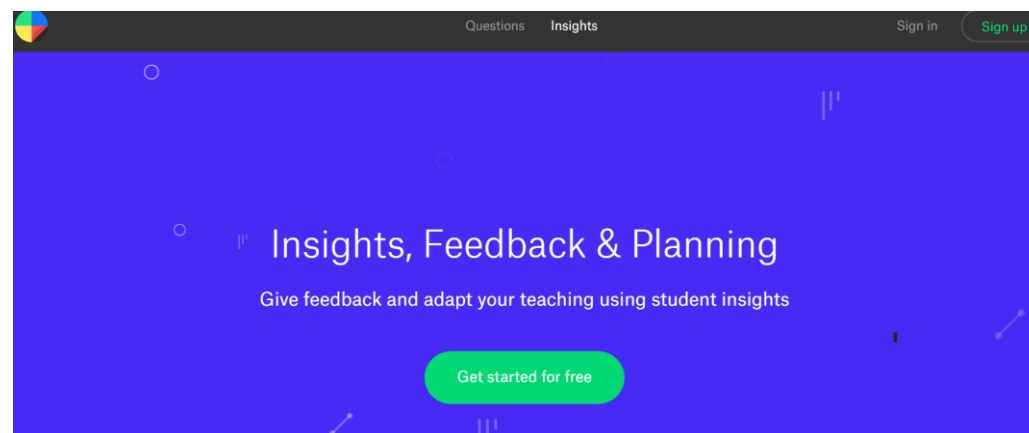 Questions Insights Sign in Sign up
Insights, Feedback & Planning
Give feedback and adapt your teaching using student insights
Get started for free